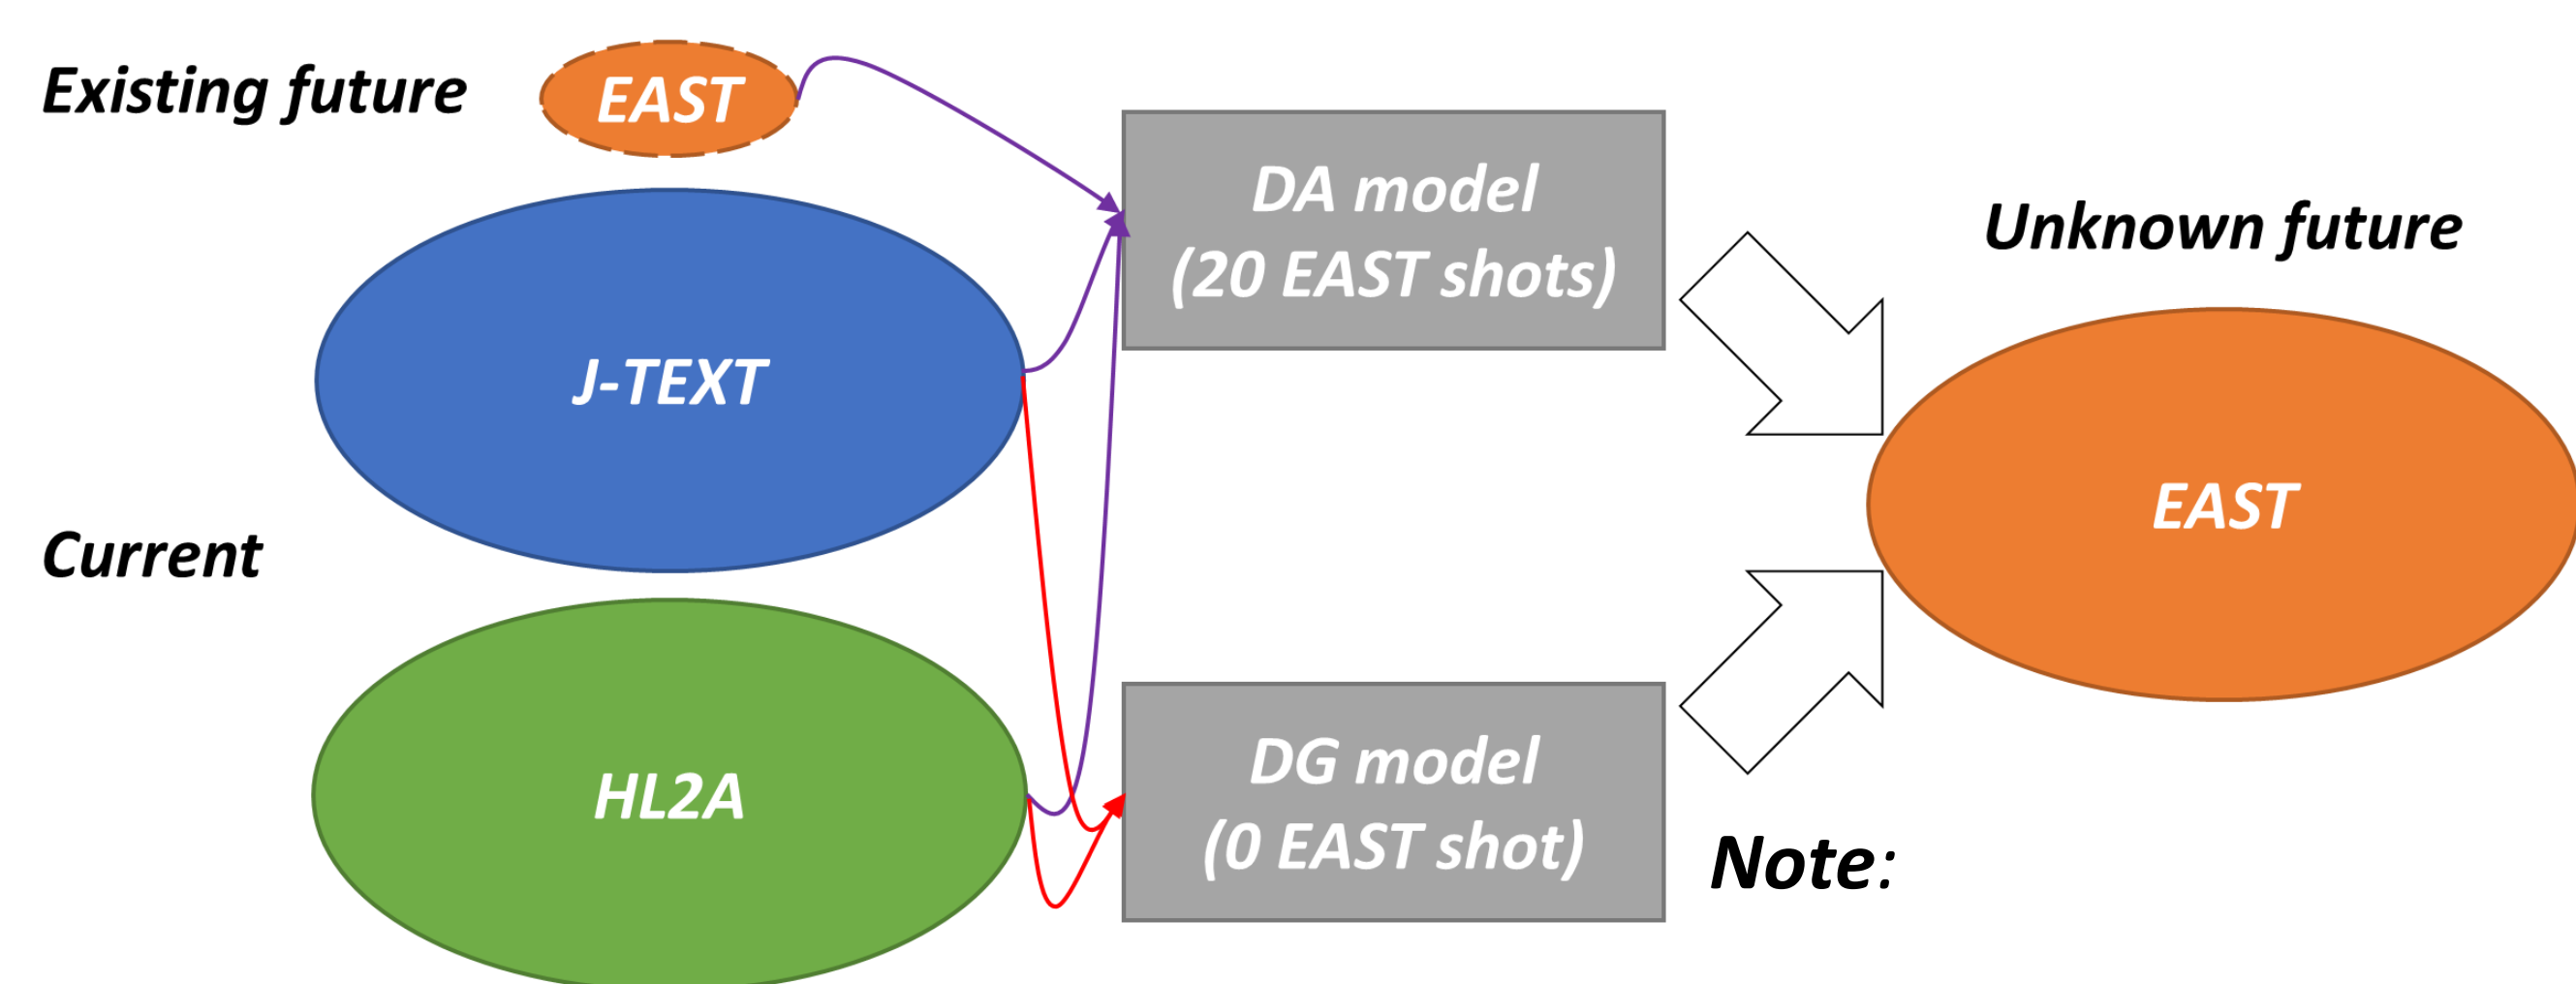 Existing future
EAST
J-TEXT
Current
HL2A
DA model
(20 EAST shots)
DG model
(0 EAST shot)
Unknown future
EAST
Note: